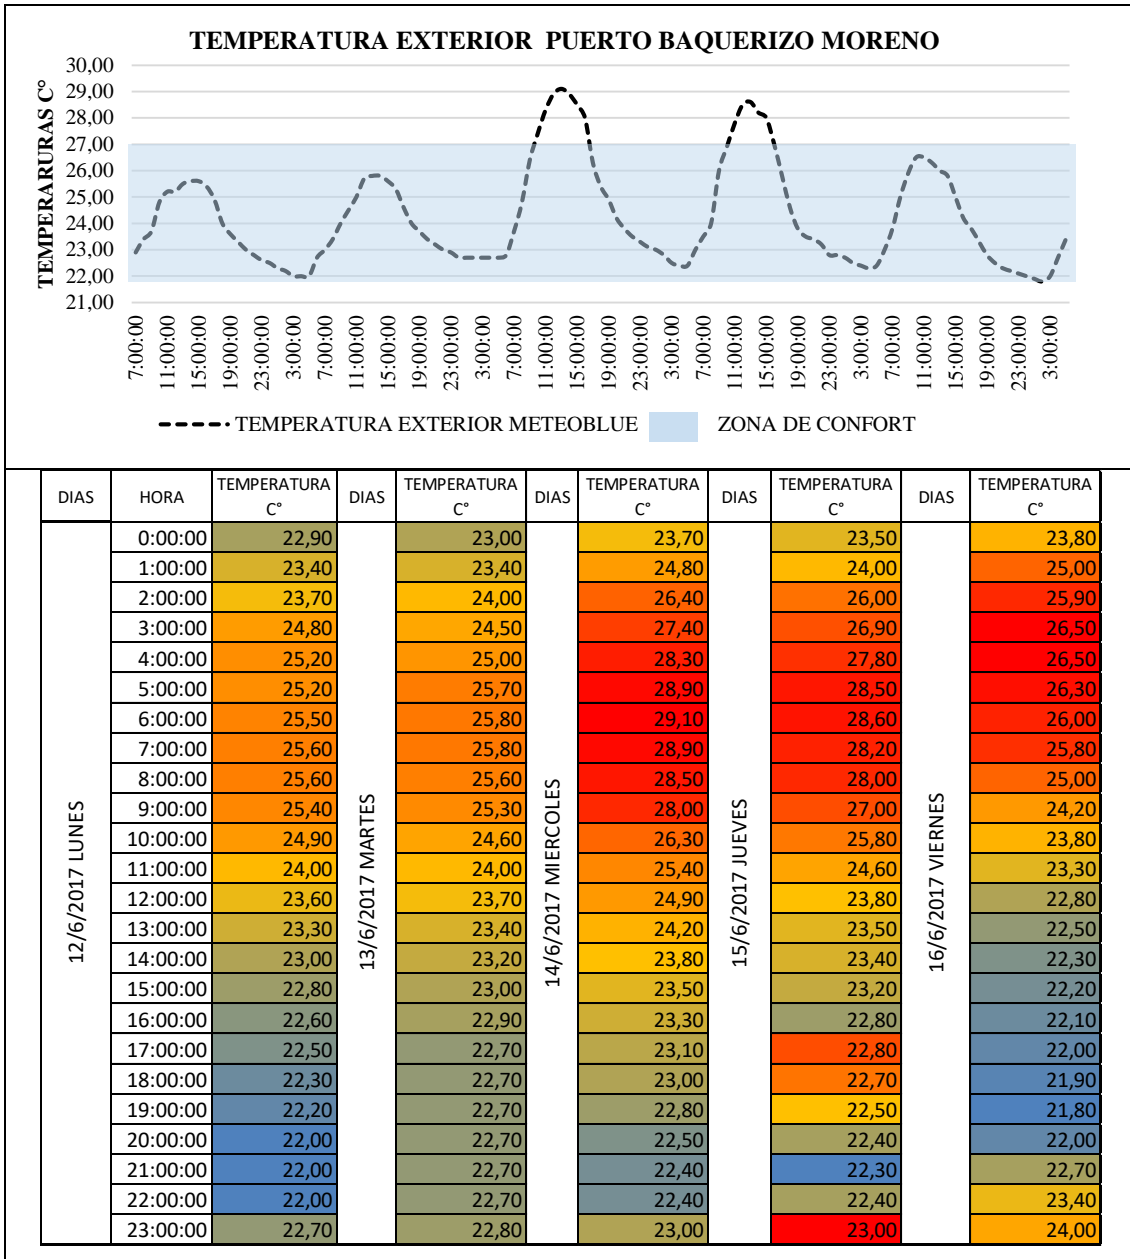 TEMPERATURA EXTERIOR  PUERTO BAQUERIZO MORENO
TEMPERARURAS C°
30,00
29,00
28,00
27,00
26,00
25,00
24,00
23,00
22,00
21,00
7:00:00 11:00:00 15:00:00 19:00:00 23:00:00 3:00:00 7:00:00 11:00:00 15:00:00 19:00:00 23:00:00 3:00:00 7:00:00 11:00:00 15:00:00 19:00:00 23:00:00 3:00:00 7:00:00 11:00:00 15:00:00 19:00:00 23:00:00 3:00:00 7:00:00 11:00:00 15:00:00 19:00:00 23:00:00 3:00:00
TEMPERATURA EXTERIOR METEOBLUE ZONA DE CONFORT
DIAS HORA TEMPERATURA C° DIAS TEMPERATURA C° DIAS TEMPERATURA C° DIAS TEMPERATURA C° DIAS TEMPERATURA C°
12/6/2017 LUNES
13/6/2017 MARTES
14/6/2017 MIERCOLES
15/6/2017 JUEVES
16/6/2017 VIERNES
0:00:00 22,90 23,00 23,70 23,50 23,80
1:00:00 23,40 23,40 24,80 24,00 25,00
2:00:00 23,70 24,00 26,40 26,00 25,90
3:00:00 24,80 24,50 27,40 26,90 26,50
4:00:00 25,20 25,00 28,30 27,80 26,50
5:00:00 25,20 25,70 28,90 28,50 26,30
6:00:00 25,50 25,80 29,10 28,60 26,00
7:00:00 25,60 25,80 28,90 28,20 25,80
8:00:00 25,60 25,60 28,50 28,00 25,00
9:00:00 25,40 25,30 28,00 27,00 24,20
10:00:00 24,90 24,60 26,30 25,80 23,80
11:00:00 24,00 24,00 25,40 24,60 23,30
12:00:00 23,60 23,70 24,90 23,80 22,80
13:00:00 23,30 23,40 24,20 23,50 22,50
14:00:00 23,00 23,20 23,80 23,40 22,30
15:00:00 22,80 23,00 23,50 23,20 22,20
16:00:00 22,60 22,90 23,30 22,80 22,10
17:00:00 22,50 22,70 23,10 22,80 22,00
18:00:00 22,30 22,70 23,00 22,70 21,90
19:00:00 22,20 22,70 22,80 22,50 21,80
20:00:00 22,00 22,70 22,50 22,40 22,00
21:00:00 22,00 22,70 22,40 22,30 22,70
22:00:00 22,00 22,70 22,40 22,40 23,40
23:00:00 22,70 22,80 23,00 23,00 24,00